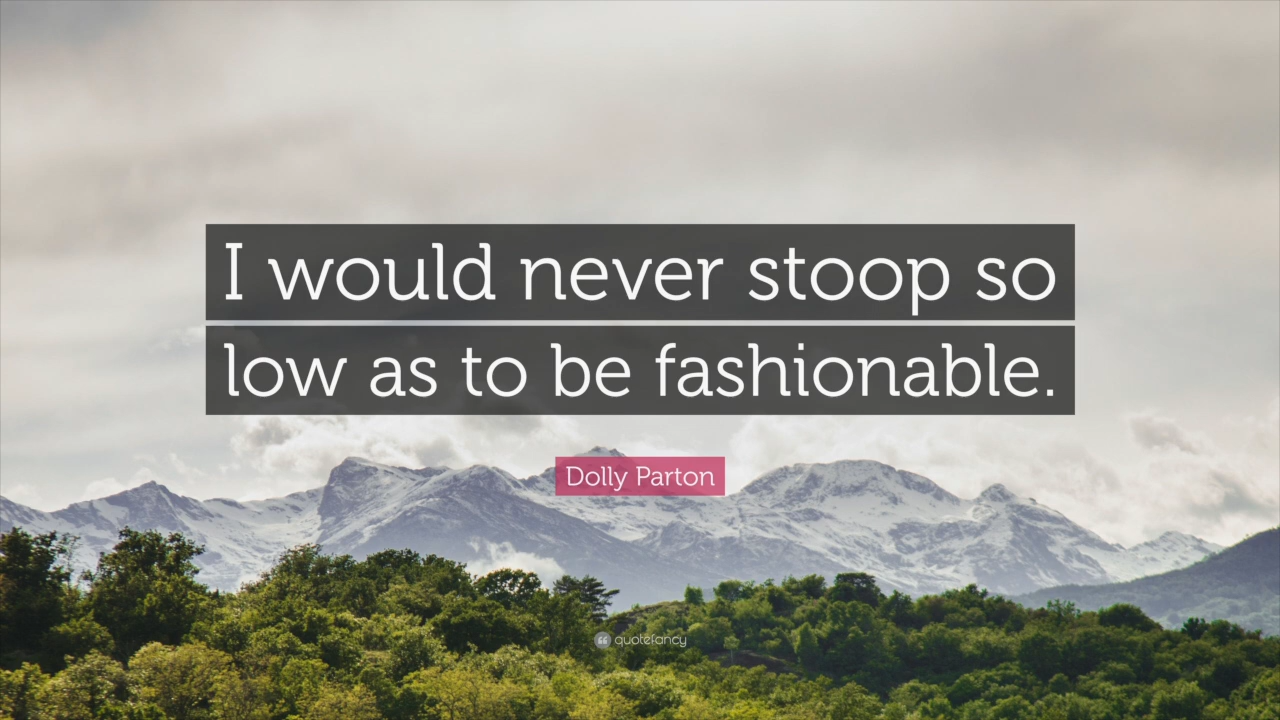 I would never stoop so
low as to be fashionable.
Dolly Parton
quotefancy